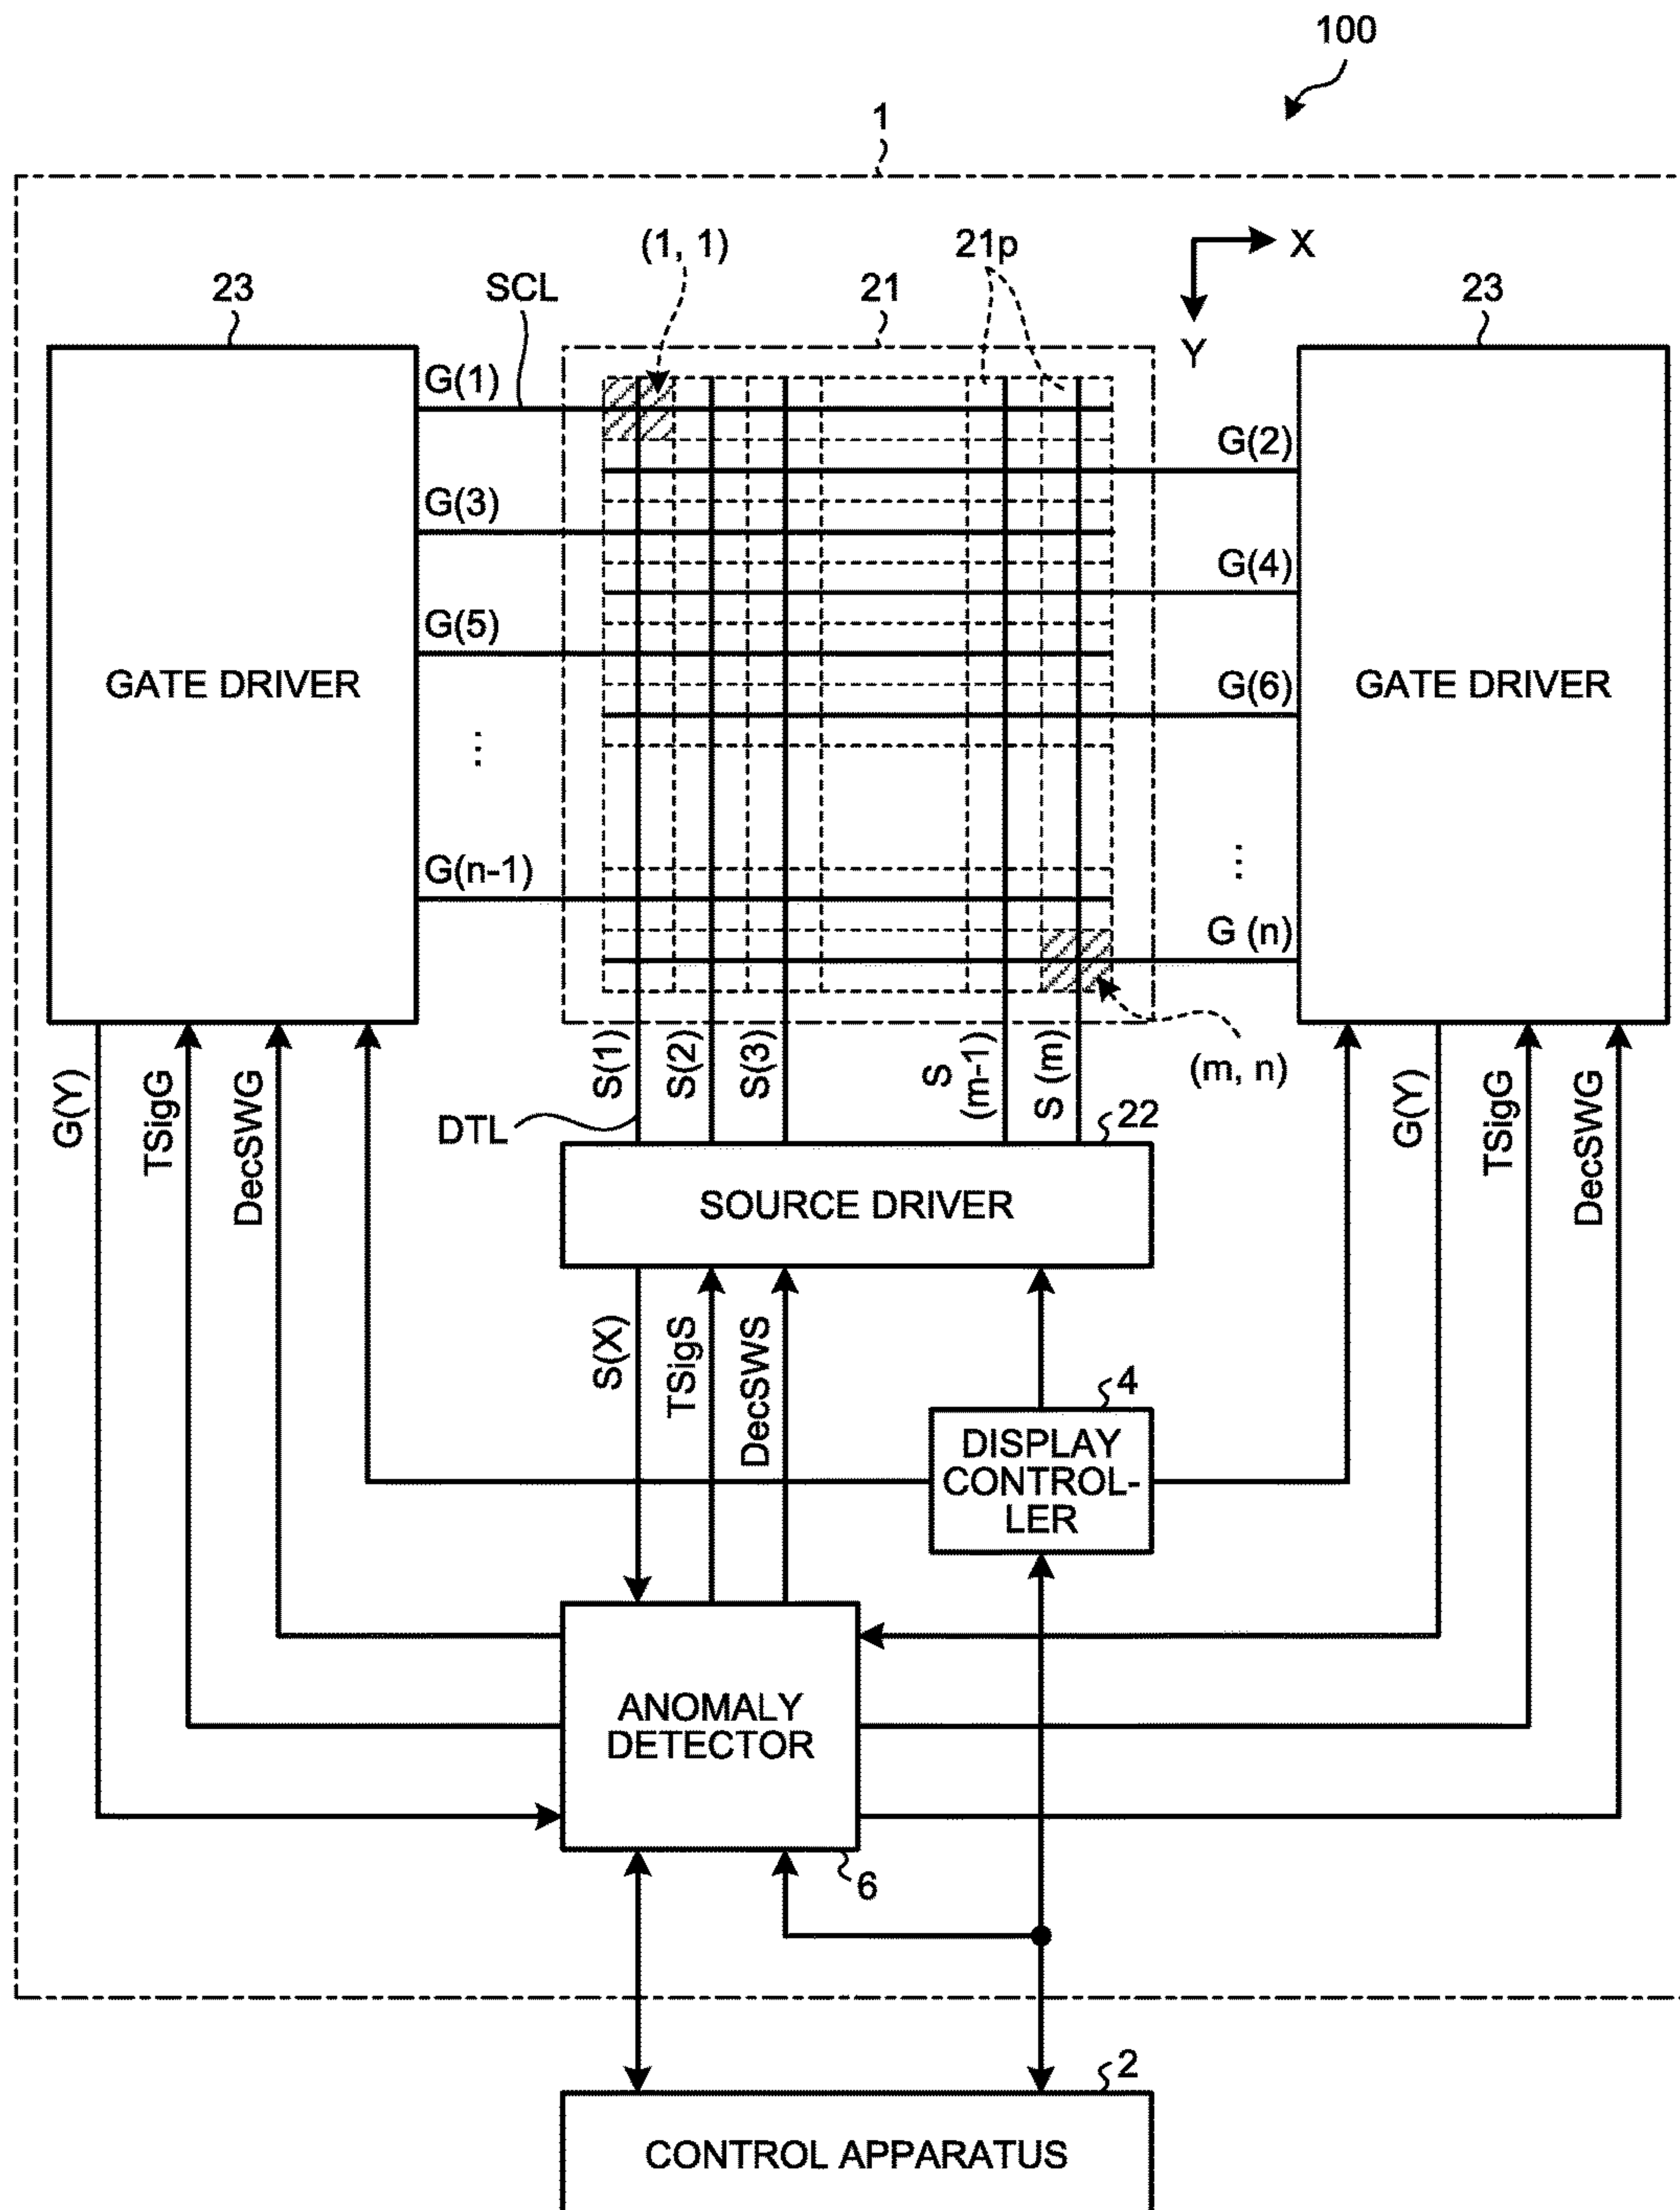 100
1
(1, 1)
21p
X
23
SCL
21
Y
23
G(1)
G(2)
G(3)
G(4)
G(5)
G(6)
GATE DRIVER
GATE DRIVER
⋮
⋮
G(n-1)
G (n)
S(1)
S(2)
S(3)
S
(m-1)
S (m)
(m, n)
G(Y)
TSigG
DecSWG
DTL
22
G(Y)
TSigG
DecSWG
SOURCE DRIVER
S(X)
TSigS
DecSWS
4
DISPLAY
CONTROL-
LER
ANOMALY
DETECTOR
6
2
CONTROL APPARATUS